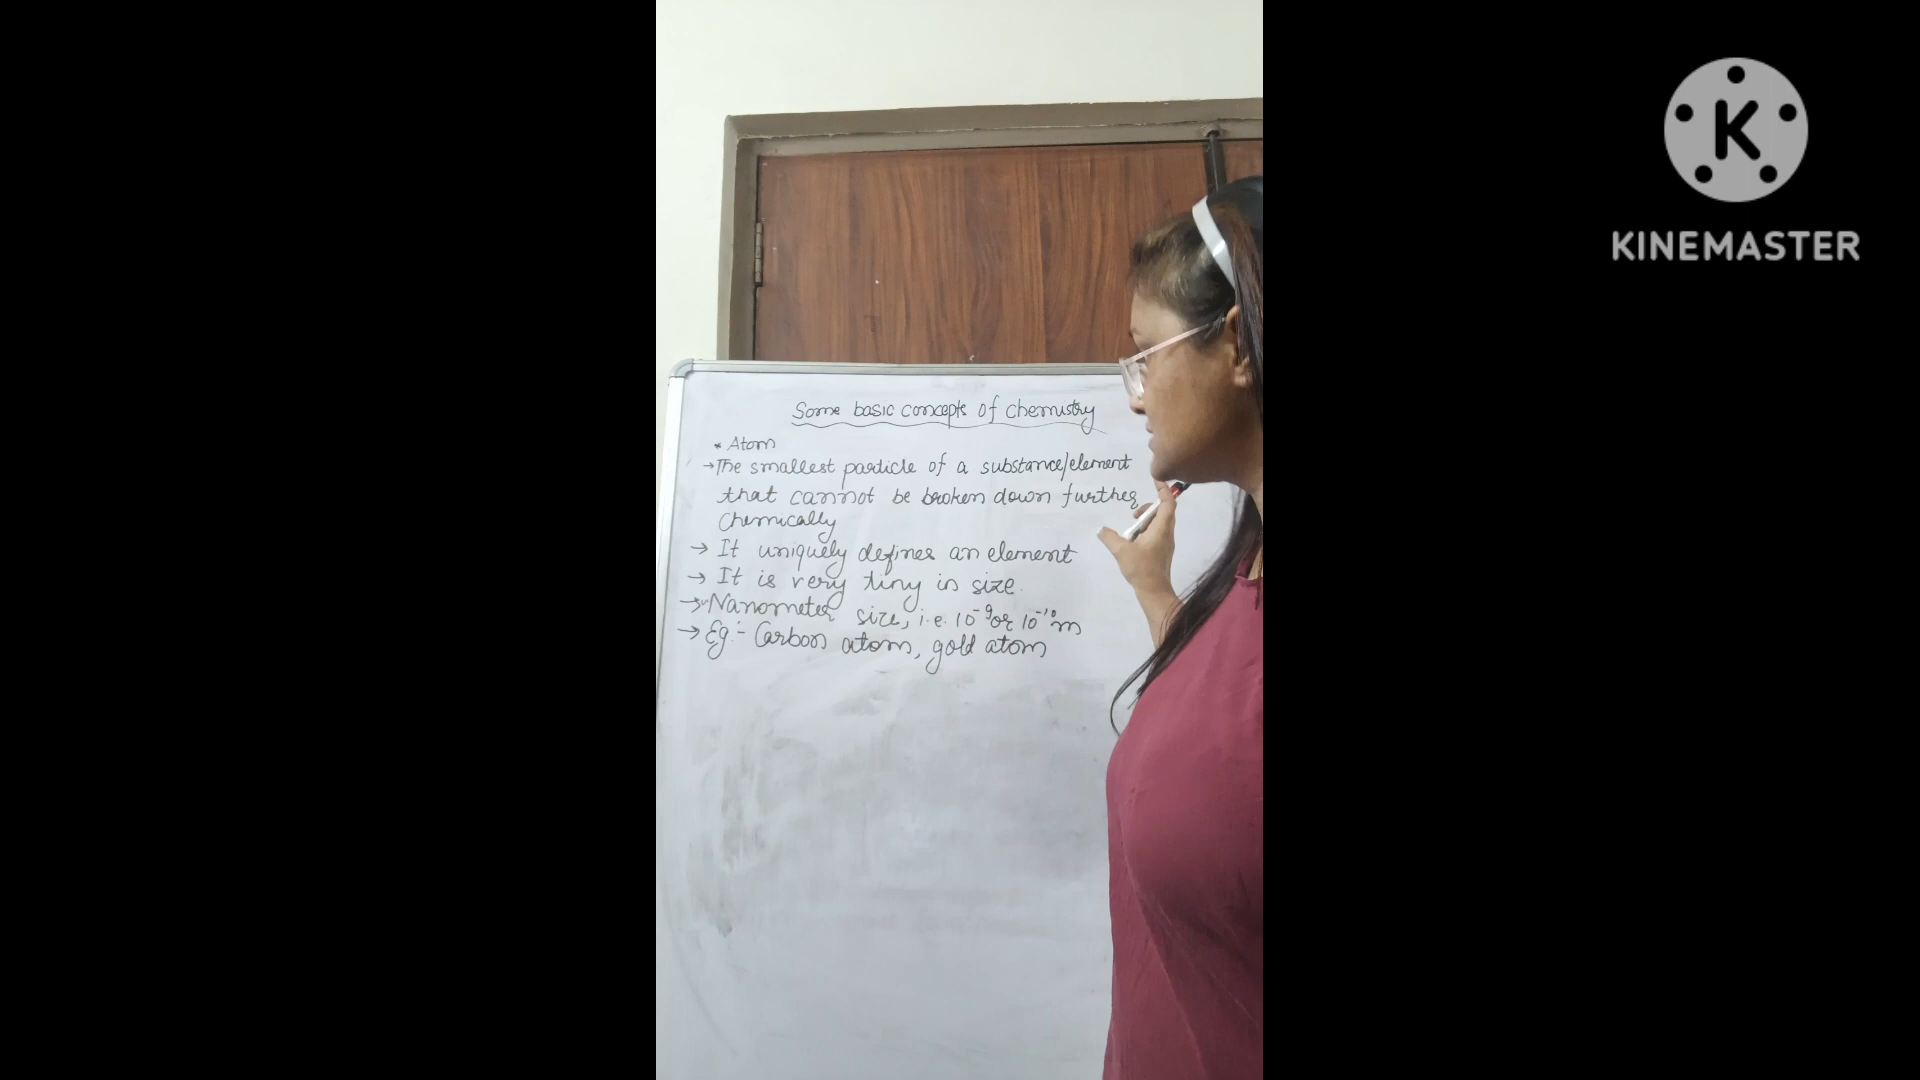 Some basic concepts of chemistry
* Atom
→ The smallest particle of a substance/element
that cannot be broken down further
chemically
→ It uniquely defines an element
→ It is very tiny in size.
→ Nanometer size, i.e. 10⁻⁹ or 10⁻¹⁰ m
→ Eg:- Carbon atom, gold atom
K
KINEMASTER